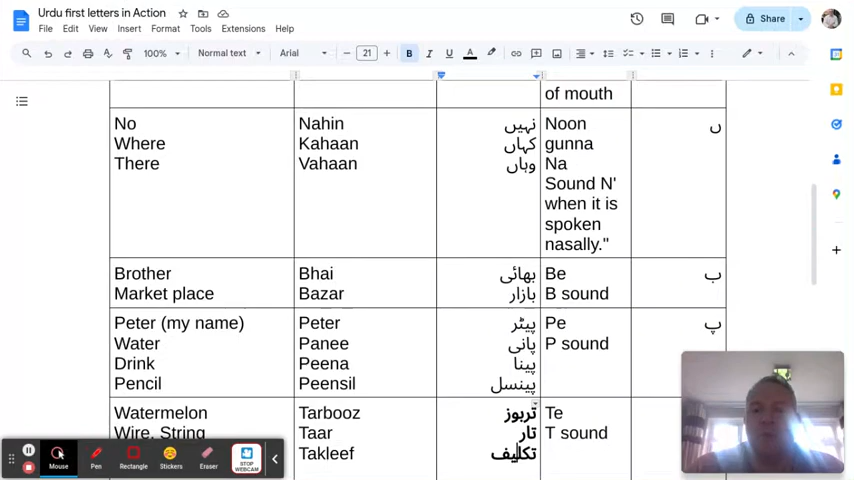 Urdu first letters in Action
File Edit View Insert Format Tools Extensions Help
Share
100% Normal text Arial 21 B I U A
of mouth
No Nahin نہیں Noon ں
Where Kahaan کہاں gunna
There Vahaan وہاں Na
Sound N'
when it is
spoken
nasally."
Brother Bhai بھائی Be ب
Market place Bazar بازار B sound
Peter (my name) Peter پیٹر Pe پ
Water Panee پانی P sound
Drink Peena پینا
Pencil Peensil پینسل
Watermelon Tarbooz تربوز Te
Wire, String Taar تار T sound
Takleef تکلیف
Mouse Pen Rectangle Stickers Eraser STOP WEBCAM